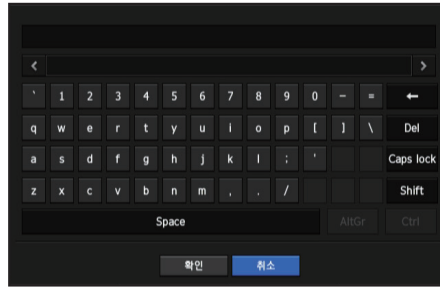 < >
` 1 2 3 4 5 6 7 8 9 0 - = ←
q w e r t y u i o p [ ] \ Del
a s d f g h j k l ; ' Caps lock
z x c v b n m , . / Shift
Space AltGr Ctrl
확인 취소